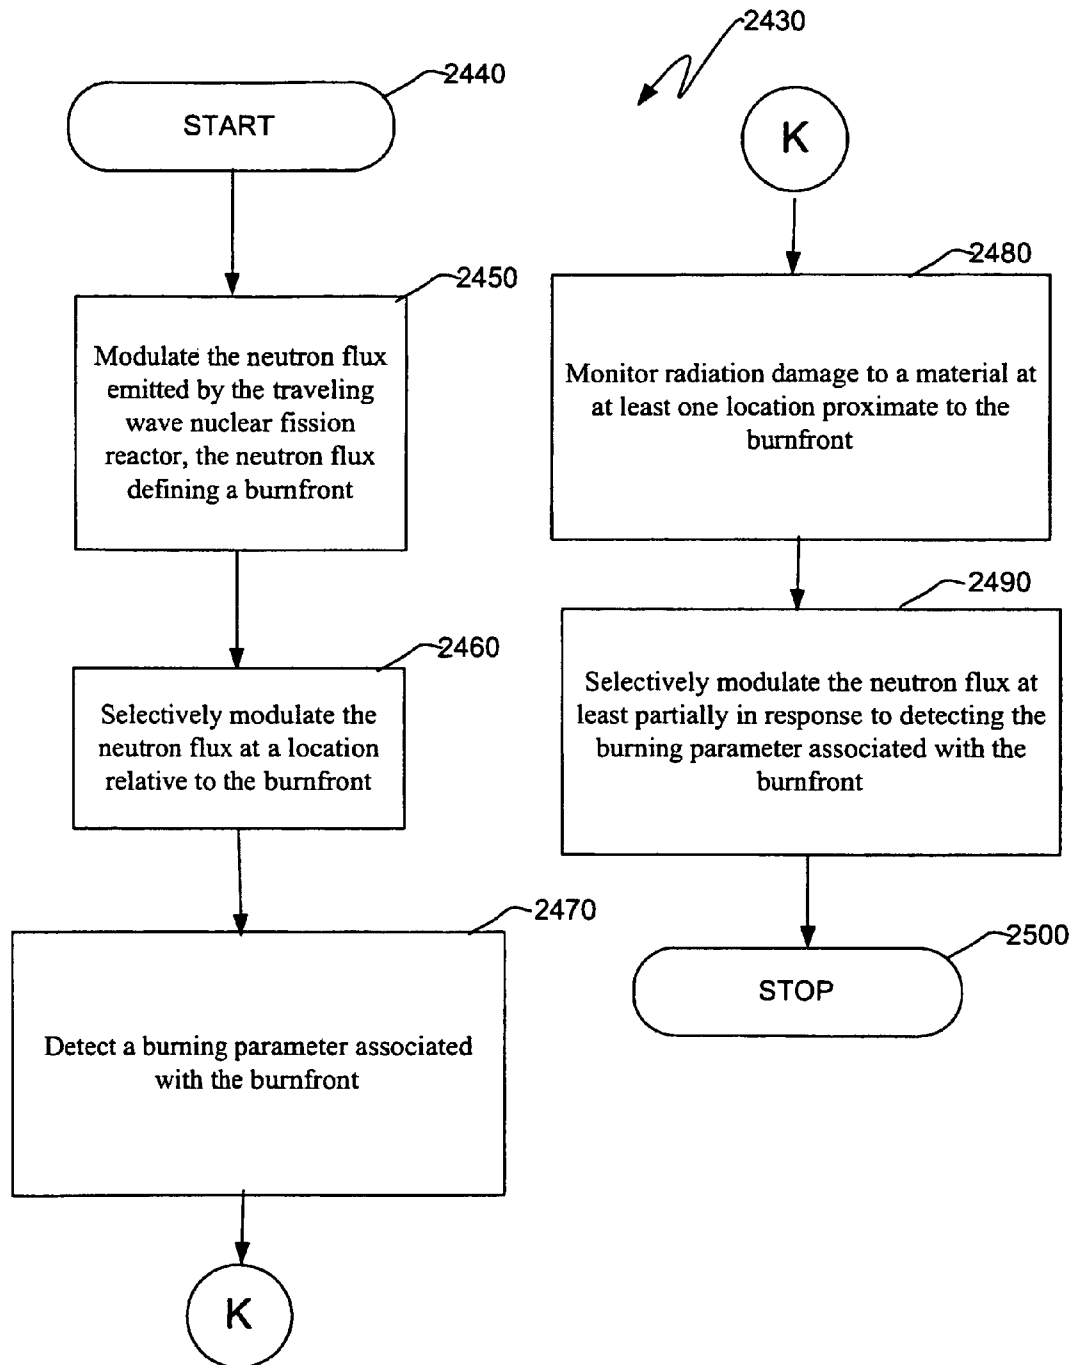 2440
START
2450
Modulate the neutron flux
emitted by the traveling
wave nuclear fission
reactor, the neutron flux
defining a burnfront
2460
Selectively modulate the
neutron flux at a location
relative to the burnfront
2470
Detect a burning parameter associated
with the burnfront
K
2430
K
2480
Monitor radiation damage to a material at
at least one location proximate to the
burnfront
2490
Selectively modulate the neutron flux at
least partially in response to detecting the
burning parameter associated with the
burnfront
2500
STOP